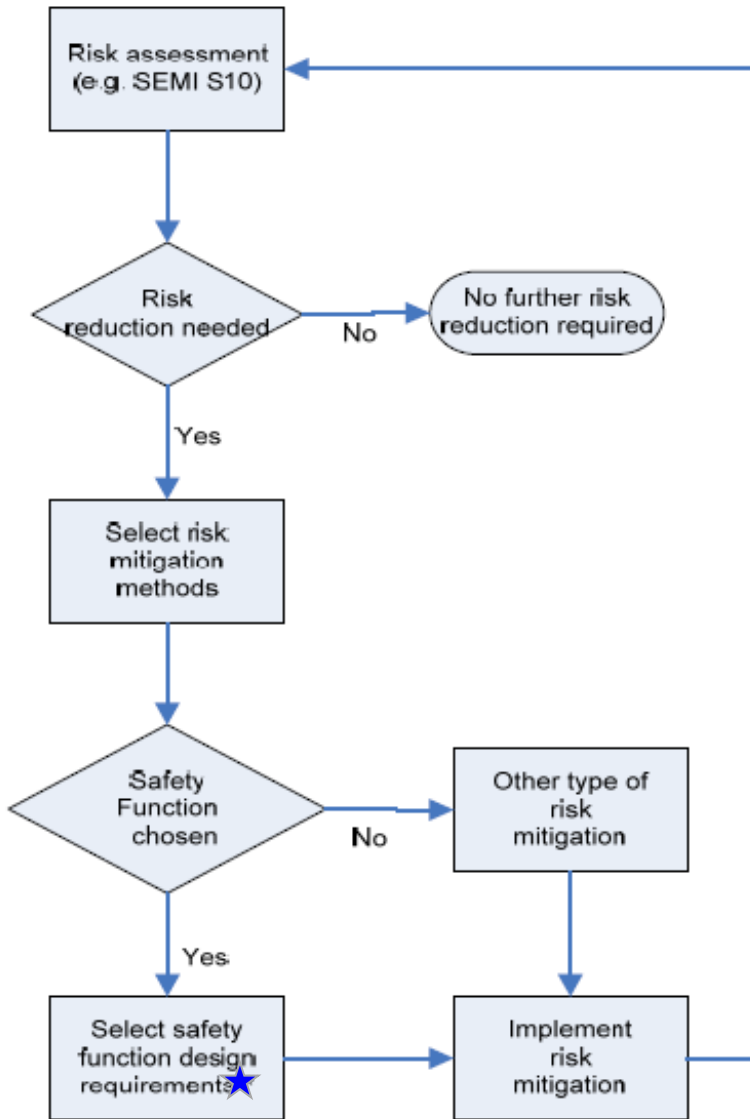 Risk assessment
(e.g. SEMI S10)
Risk
reduction needed
No
No further risk
reduction required
Yes
Select risk
mitigation
methods
Safety
Function
chosen
No
Other type of
risk
mitigation
Yes
Select safety
function design
Implement
risk
mitigation